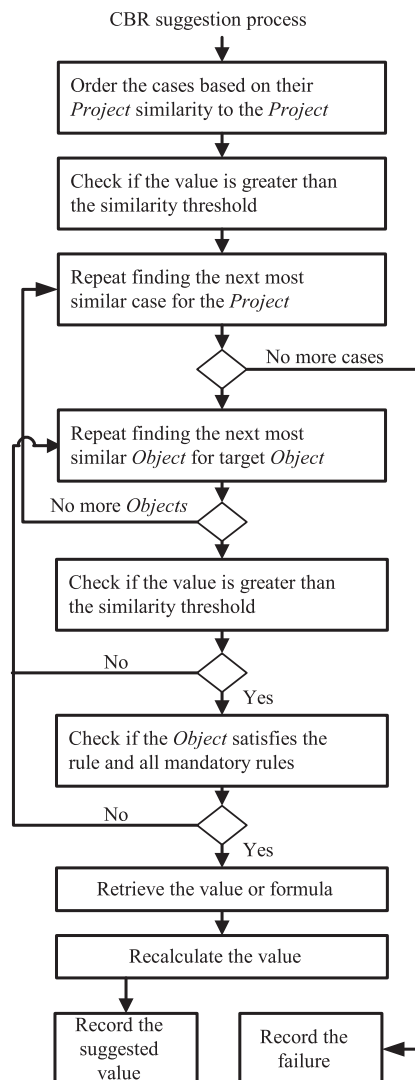 CBR suggestion process
Order the cases based on their
Project similarity to the Project
Check if the value is greater than
the similarity threshold
Repeat finding the next most
similar case for the Project
No more cases
Repeat finding the next most
similar Object for target Object
No more Objects
Check if the value is greater than
the similarity threshold
No
Yes
Check if the Object satisfies the
rule and all mandatory rules
No
Yes
Retrieve the value or formula
Recalculate the value
Record the
suggested
value
Record the
failure